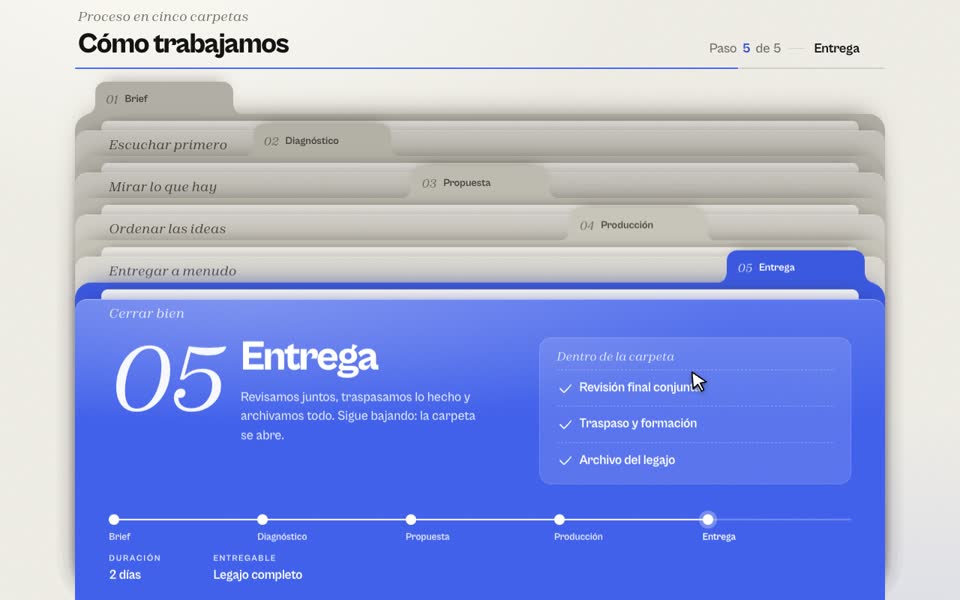 Proceso en cinco carpetas
Cómo trabajamos
Paso 5 de 5 — Entrega
01 Brief
Escuchar primero
02 Diagnóstico
Mirar lo que hay
03 Propuesta
Ordenar las ideas
04 Producción
Entregar a menudo
05 Entrega
Cerrar bien
05
Entrega
Revisamos juntos, traspasamos lo hecho y
archivamos todo. Sigue bajando: la carpeta
se abre.
Dentro de la carpeta
Revisión final
Traspaso y formación
Archivo del legajo
Brief
Diagnóstico
Propuesta
Producción
Entrega
DURACIÓN
2 días
ENTREGABLE
Legajo completo